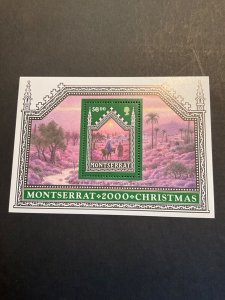 $6.00
MONTSERRAT
MONTSERRAT 2000 CHRISTMAS